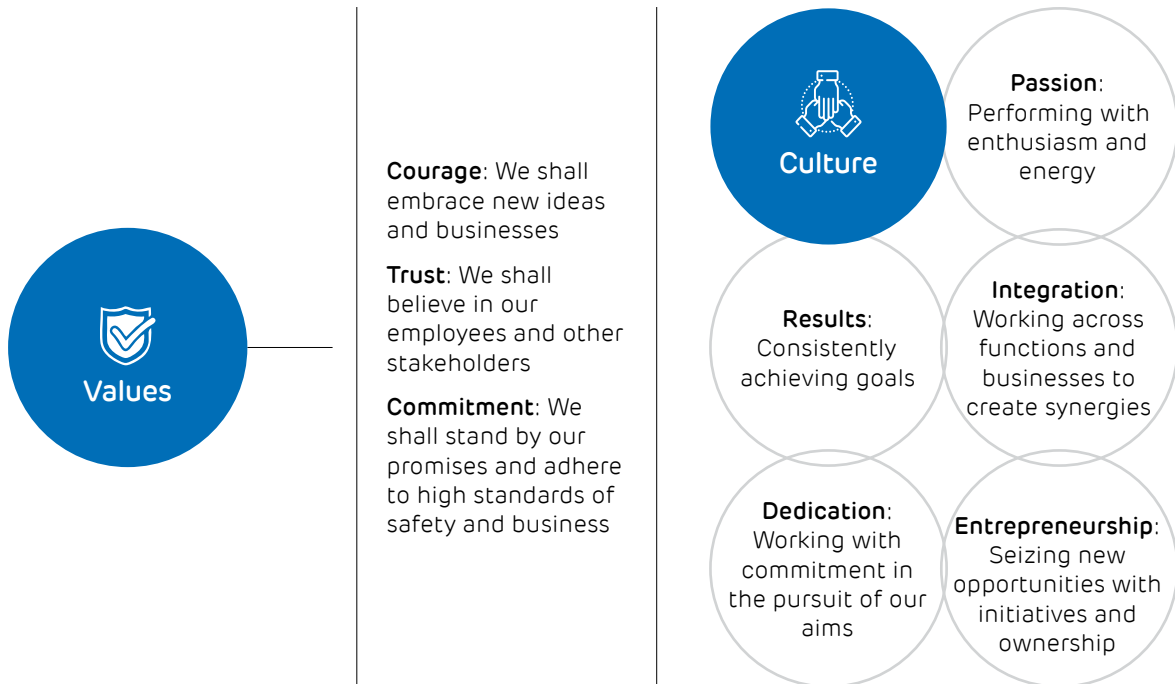 Values
Courage: We shall
embrace new ideas
and businesses
Trust: We shall
believe in our
employees and other
stakeholders
Commitment: We
shall stand by our
promises and adhere
to high standards of
safety and business
Culture
Passion:
Performing with
enthusiasm and
energy
Results:
Consistently
achieving goals
Integration:
Working across
functions and
businesses to
create synergies
Dedication:
Working with
commitment in
the pursuit of our
aims
Entrepreneurship:
Seizing new
opportunities with
initiatives and
ownership